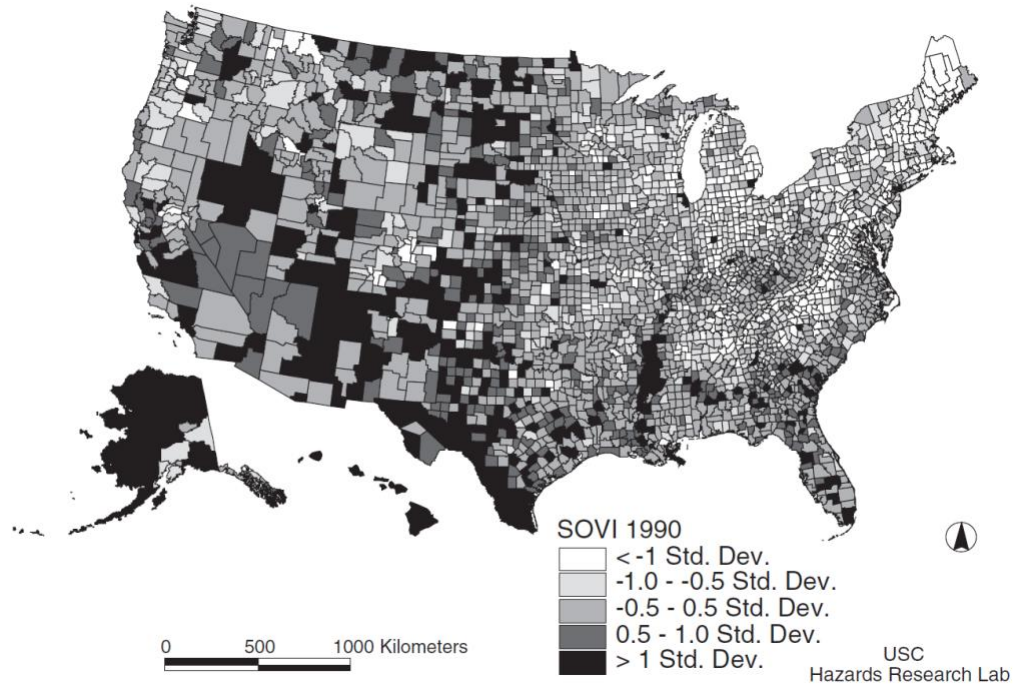 SOVI 1990
< -1 Std. Dev.
-1.0 - -0.5 Std. Dev.
-0.5 - 0.5 Std. Dev.
0.5 - 1.0 Std. Dev.
> 1 Std. Dev.
0 500 1000 Kilometers
USC
Hazards Research Lab